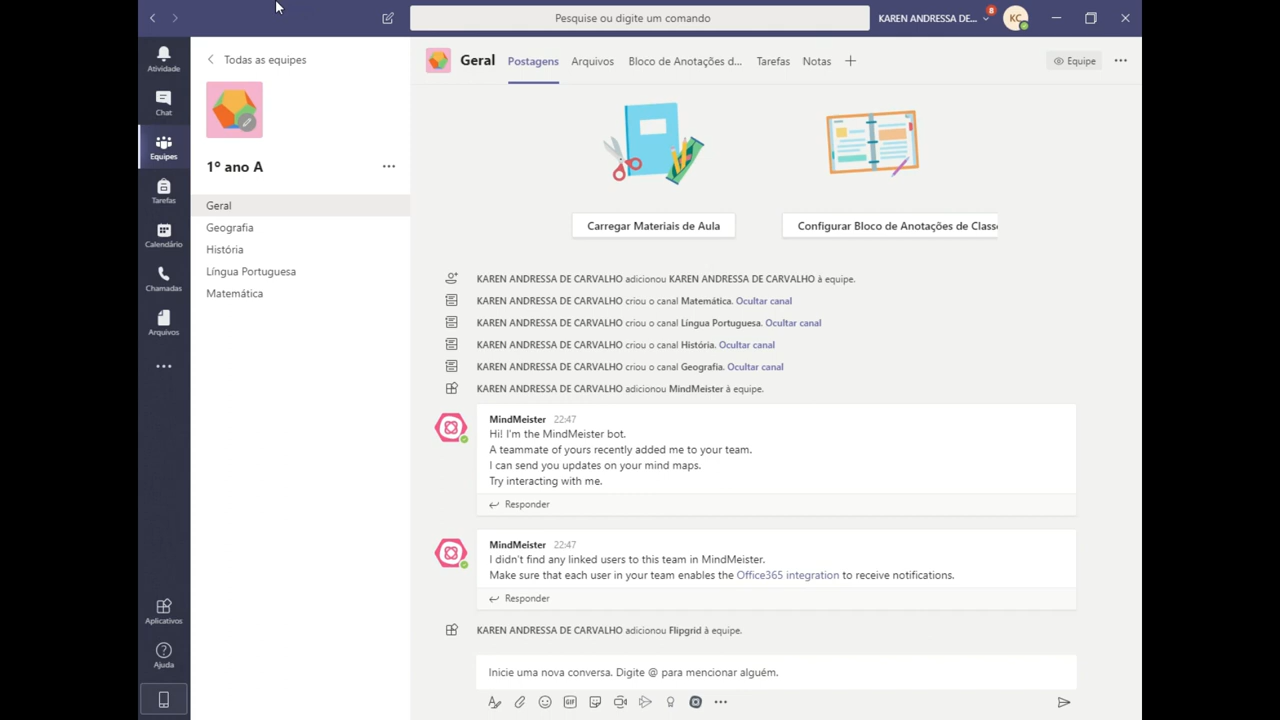 Pesquise ou digite um comando
KAREN ANDRESSA DE...
8
KC
Atividade
Chat
Equipes
Tarefas
Calendário
Chamadas
Arquivos
Aplicativos
Ajuda
Todas as equipes
1º ano A
Geral
Geografia
História
Língua Portuguesa
Matemática
Geral Postagens Arquivos Bloco de Anotações d... Tarefas Notas
Equipe
Carregar Materiais de Aula
Configurar Bloco de Anotações de Classe
KAREN ANDRESSA DE CARVALHO adicionou KAREN ANDRESSA DE CARVALHO à equipe.
KAREN ANDRESSA DE CARVALHO criou o canal Matemática. Ocultar canal
KAREN ANDRESSA DE CARVALHO criou o canal Língua Portuguesa. Ocultar canal
KAREN ANDRESSA DE CARVALHO criou o canal História. Ocultar canal
KAREN ANDRESSA DE CARVALHO criou o canal Geografia. Ocultar canal
KAREN ANDRESSA DE CARVALHO adicionou MindMeister à equipe.
MindMeister 22:47
Hi! I'm the MindMeister bot.
A teammate of yours recently added me to your team.
I can send you updates on your mind maps.
Try interacting with me.
Responder
MindMeister 22:47
I didn't find any linked users to this team in MindMeister.
Make sure that each user in your team enables the Office365 integration to receive notifications.
Responder
KAREN ANDRESSA DE CARVALHO adicionou Flipgrid à equipe.
Inicie uma nova conversa. Digite @ para mencionar alguém.
GIF